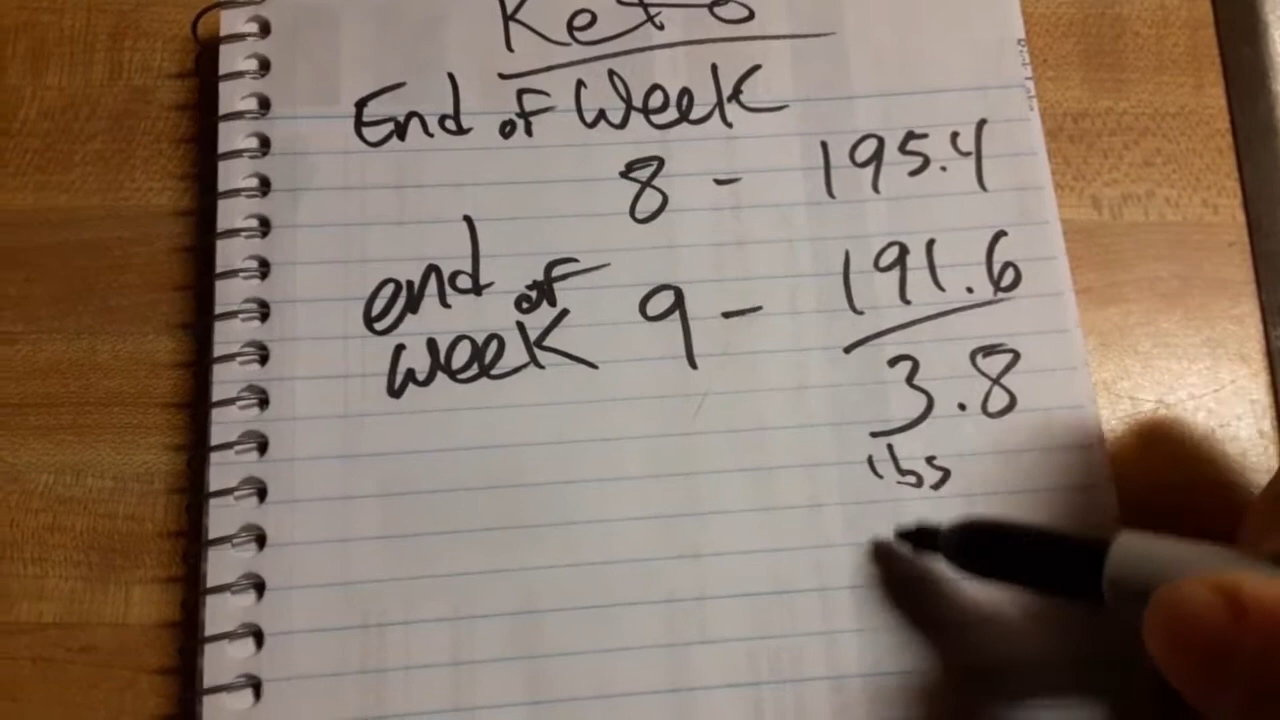 Keto
End of Week
8 - 195.4
end of
week 9 - 191.6
3.8
lbs